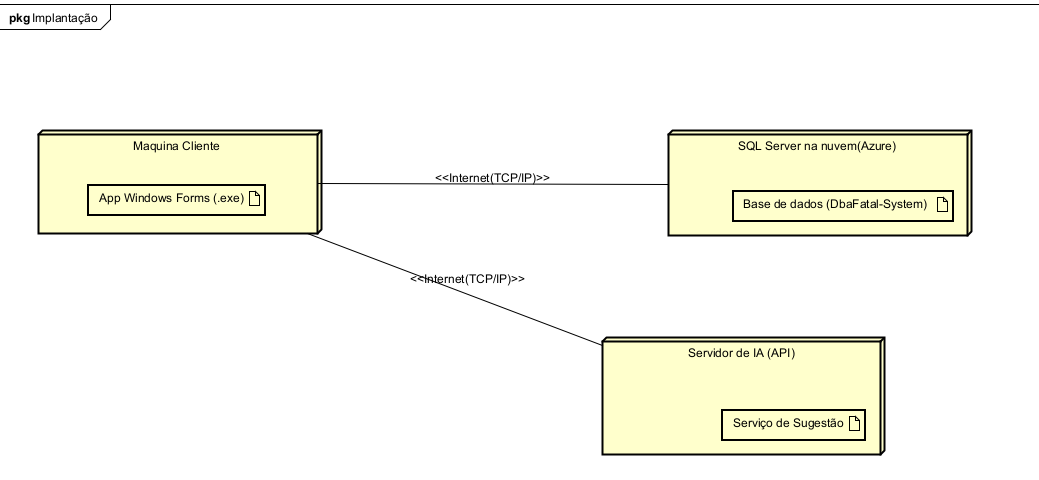 pkg Implantação
Maquina Cliente
App Windows Forms (.exe)
<<Internet(TCP/IP)>>
SQL Server na nuvem(Azure)
Base de dados (DbaFatal-System)
<<Internet(TCP/IP)>>
Servidor de IA (API)
Serviço de Sugestão